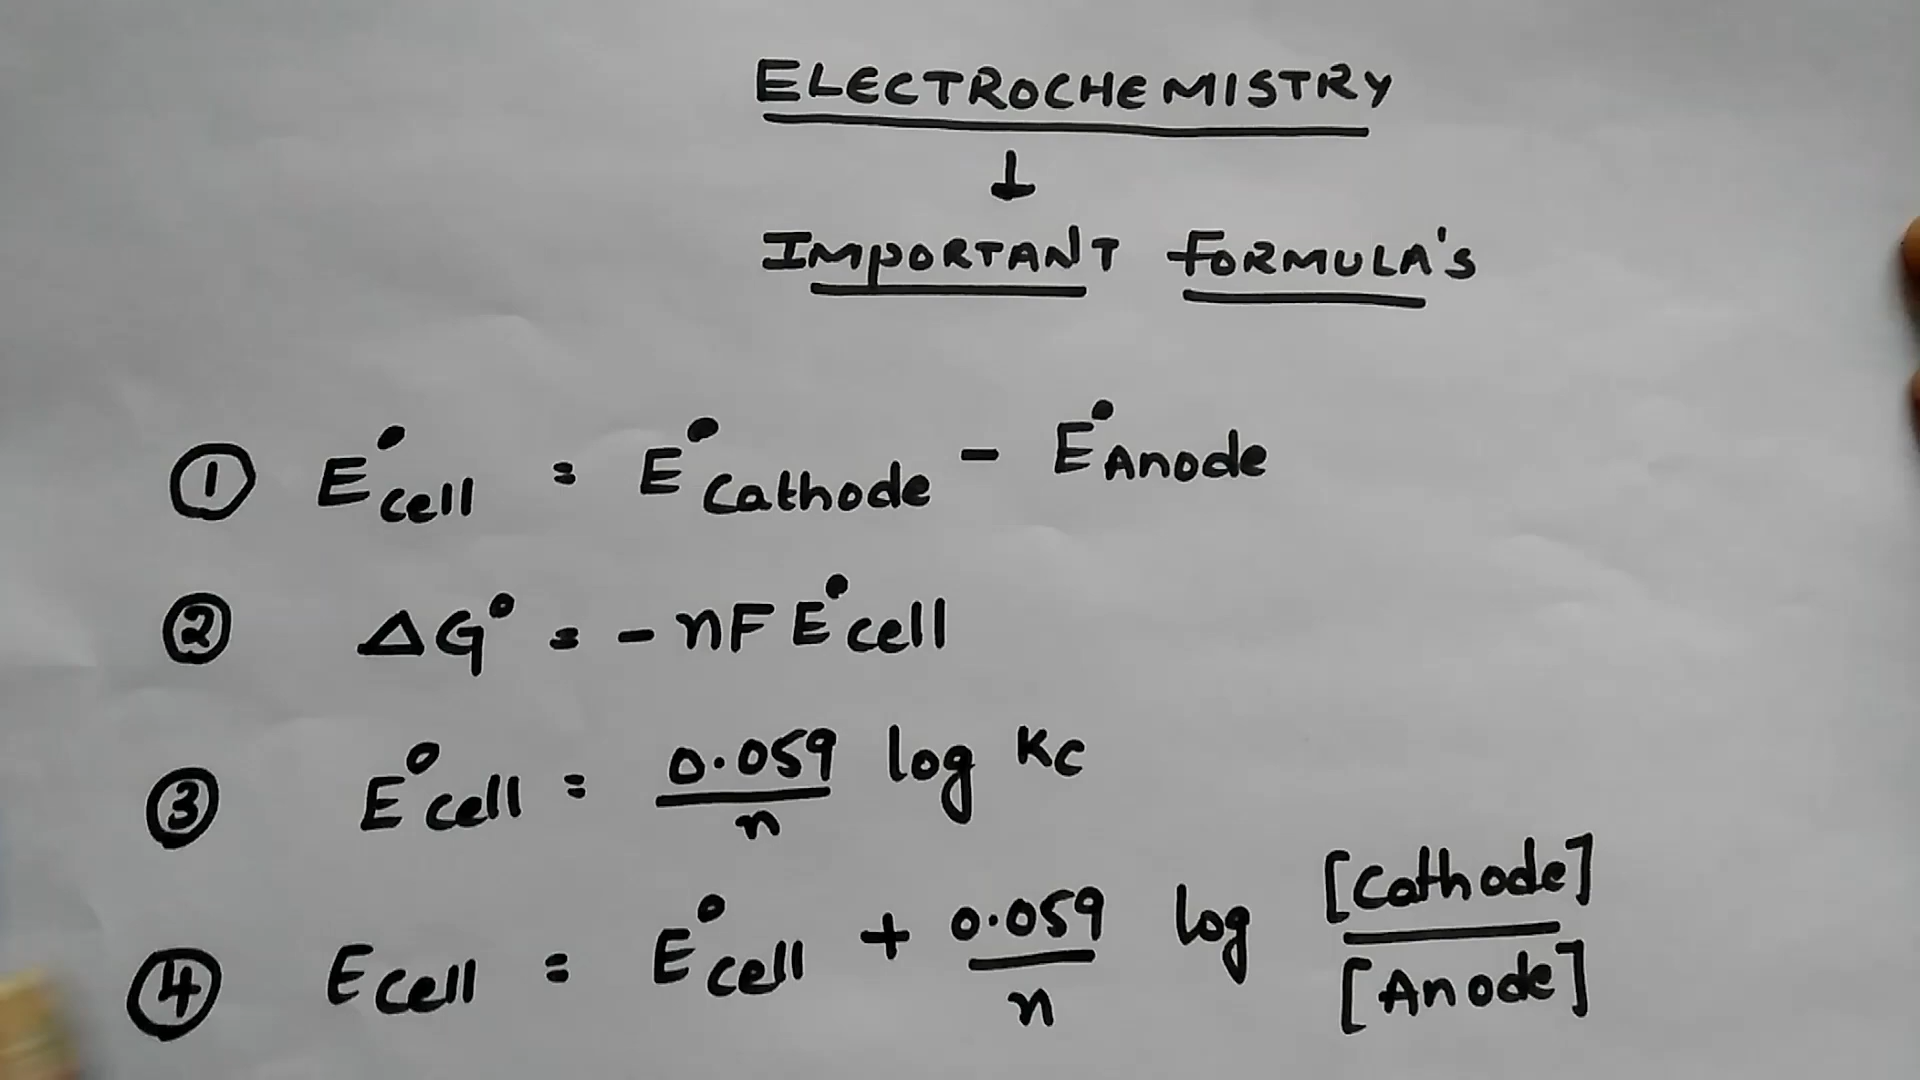 ELECTROCHEMISTRY
↓
IMPORTANT FORMULA'S
① E°cell = E°Cathode - E°Anode
② ΔG° = - nFE°cell
③ E°cell = 0.059/n log Kc
④ Ecell = E°cell + 0.059/n log [Cathode]/[Anode]